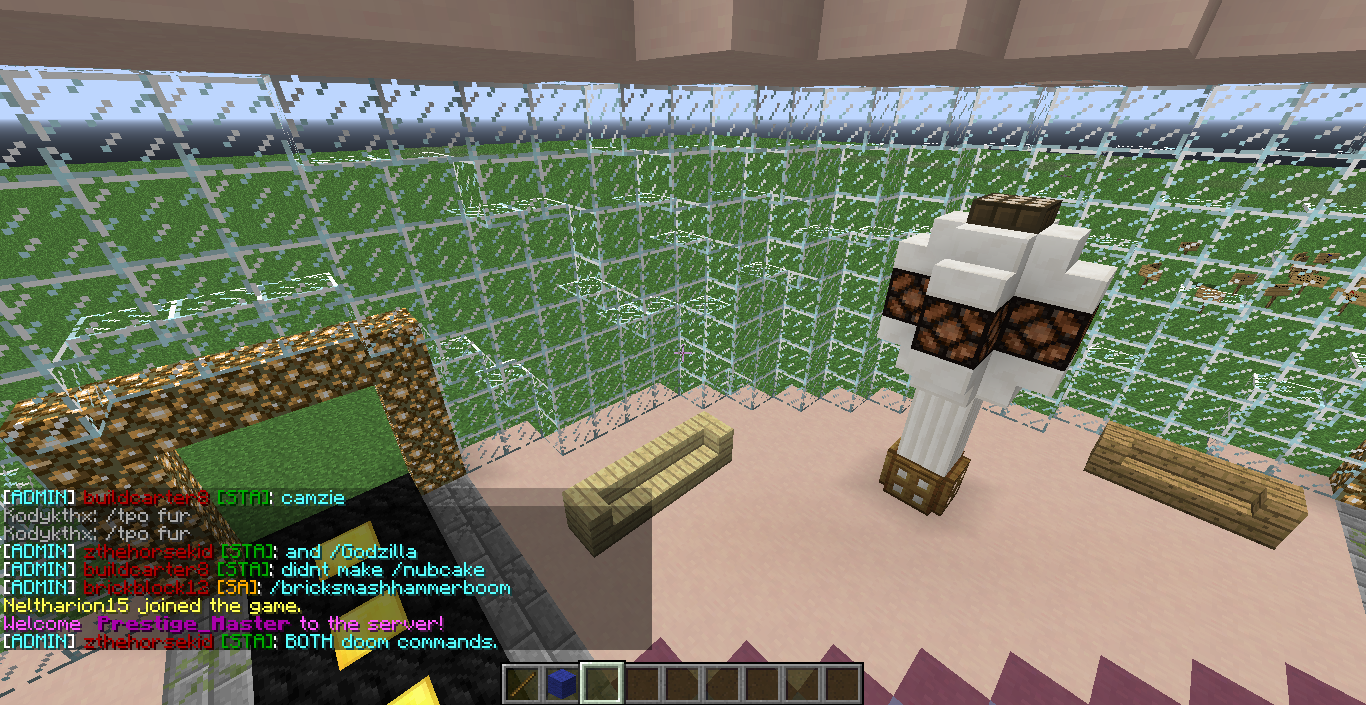 [ADMIN] buildcarter8 [STA]: camzie
Kodykthx: /tpo fur
Kodykthx: /tpo fur
[ADMIN] zthehorsekid [STA]: and /Godzilla
[ADMIN] buildcarter8 [STA]: didnt make /nubcake
[ADMIN] brickblock12 [SA]: /bricksmashhammerboom
Neltharion15 joined the game.
Welcome Prestige_Master to the server!
[ADMIN] zthehorsekid [STA]: BOTH doom commands.